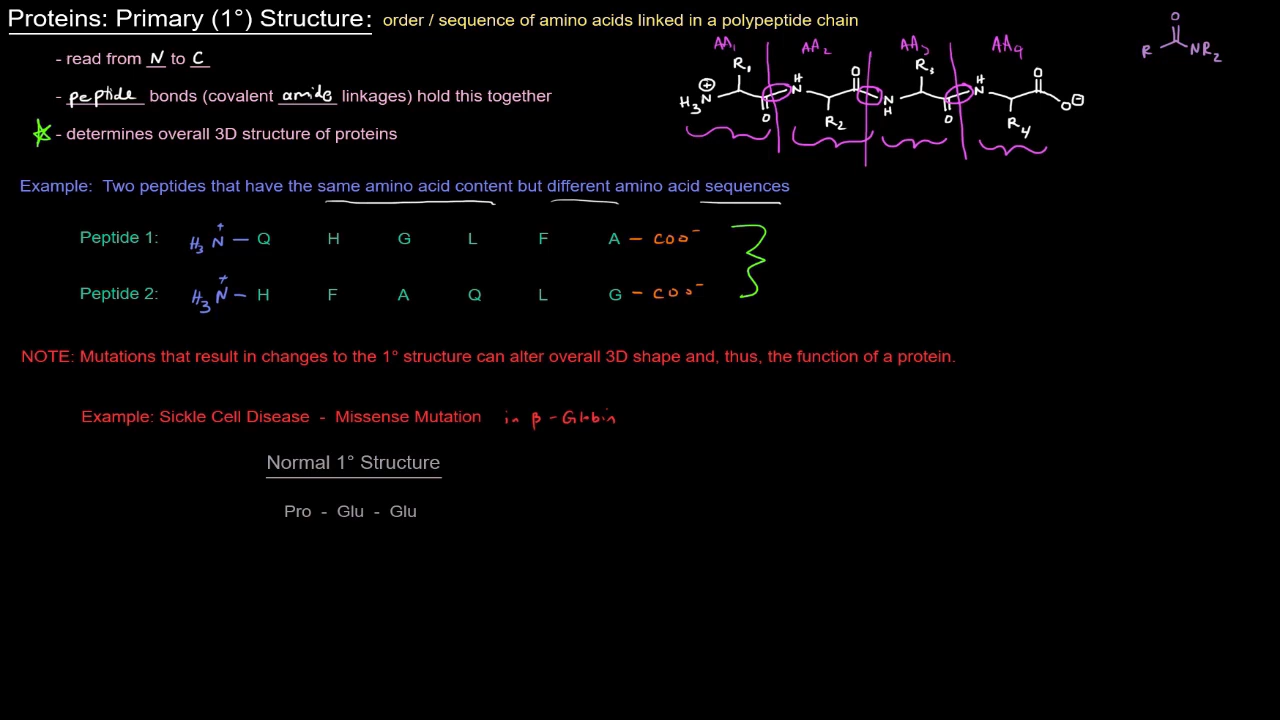 Proteins: Primary (1°) Structure: order / sequence of amino acids linked in a polypeptide chain
- read from N to C
- peptide bonds (covalent amide linkages) hold this together
- determines overall 3D structure of proteins
AA1 AA2 AA3 AA4
H3N+ R1 O N H R2 O N H R3 O H N R4 O O⊖
R O NR2
Example: Two peptides that have the same amino acid content but different amino acid sequences
Peptide 1: H3N+ – Q H G L F A – COO-
Peptide 2: H3N+ – H F A Q L G – COO-
NOTE: Mutations that result in changes to the 1° structure can alter overall 3D shape and, thus, the function of a protein.
Example: Sickle Cell Disease - Missense Mutation in β-Globin
Normal 1° Structure
Pro - Glu - Glu